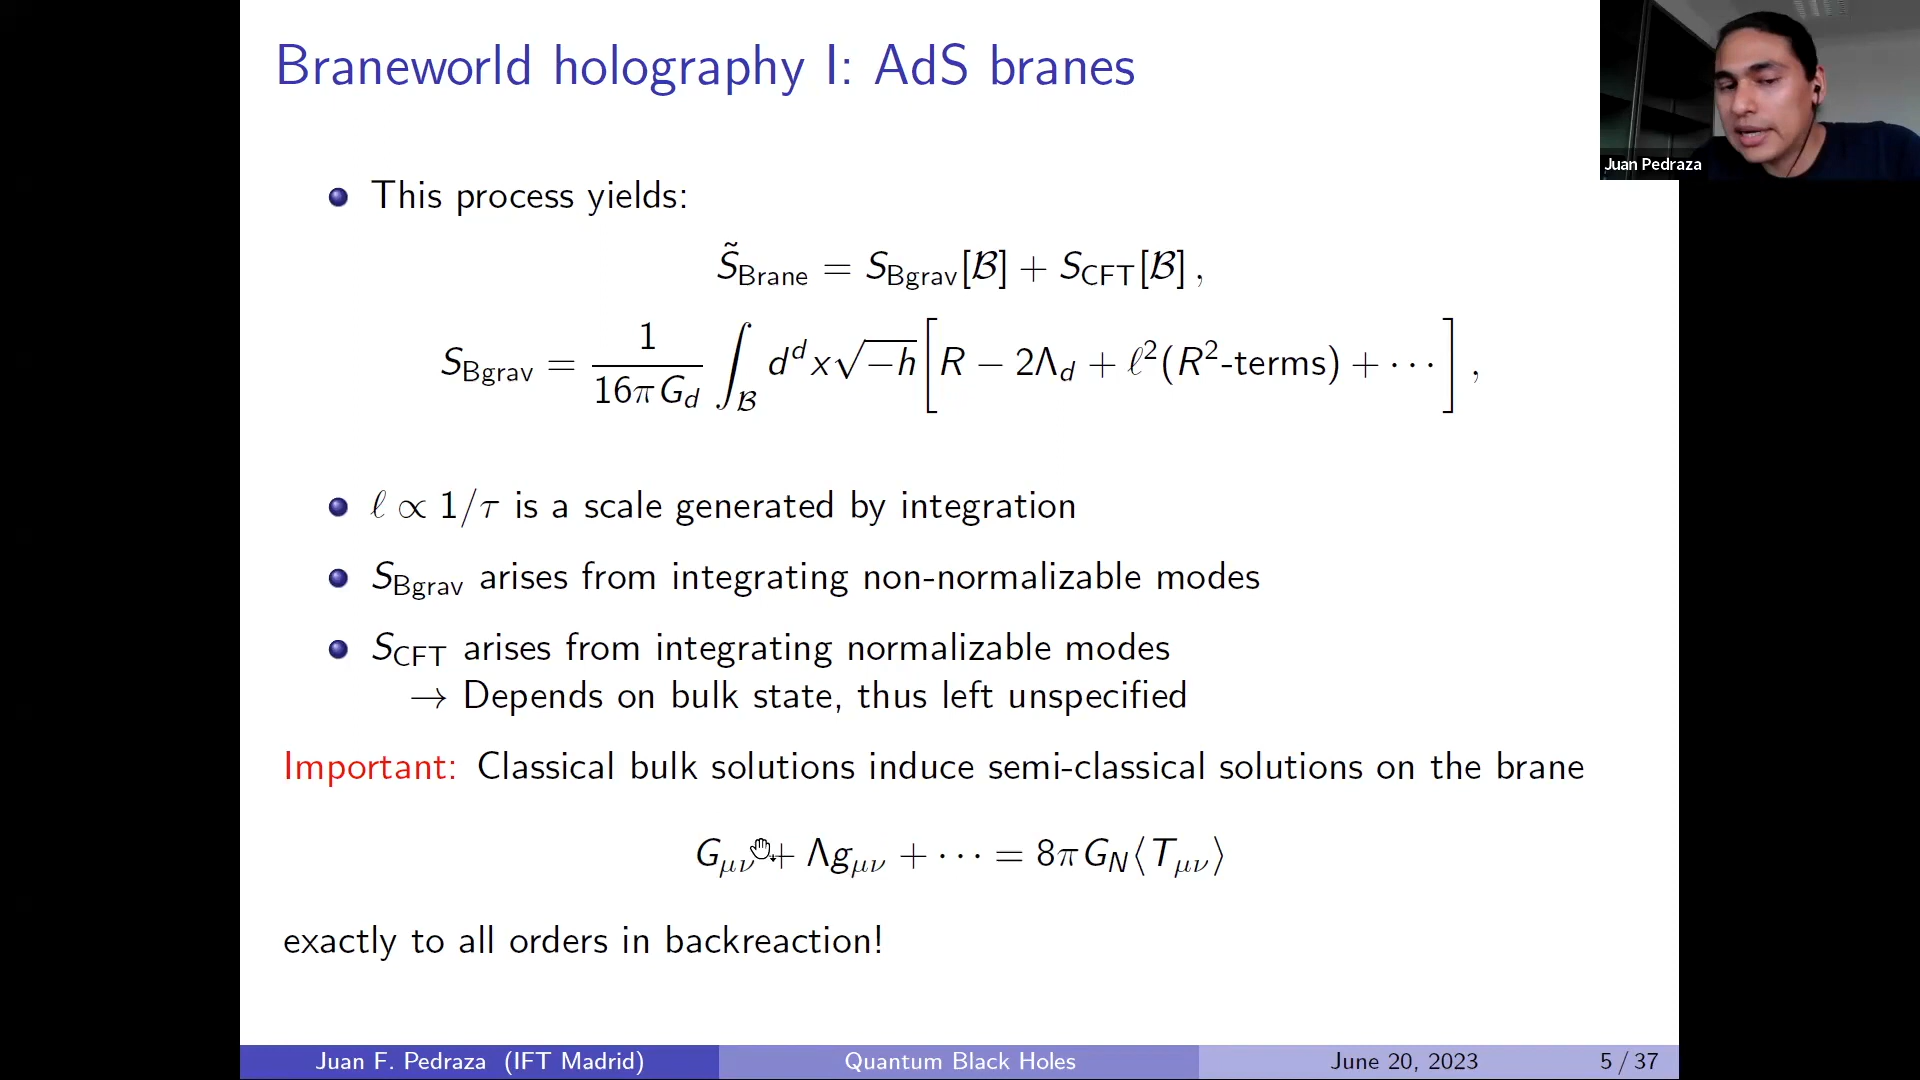 Braneworld holography I: AdS branes
Juan Pedraza
This process yields:
S̃_Brane = S_Bgrav[ℬ] + S_CFT[ℬ] ,
S_Bgrav = 1/(16πG_d) ∫_ℬ d^d x √−h [ R − 2Λ_d + ℓ²(R²-terms) + ⋯ ] ,
ℓ ∝ 1/τ is a scale generated by integration
S_Bgrav arises from integrating non-normalizable modes
S_CFT arises from integrating normalizable modes
→ Depends on bulk state, thus left unspecified
Important: Classical bulk solutions induce semi-classical solutions on the brane
G_μν + Λg_μν + ⋯ = 8πG_N⟨T_μν⟩
exactly to all orders in backreaction!
Juan F. Pedraza (IFT Madrid) Quantum Black Holes June 20, 2023 5 / 37